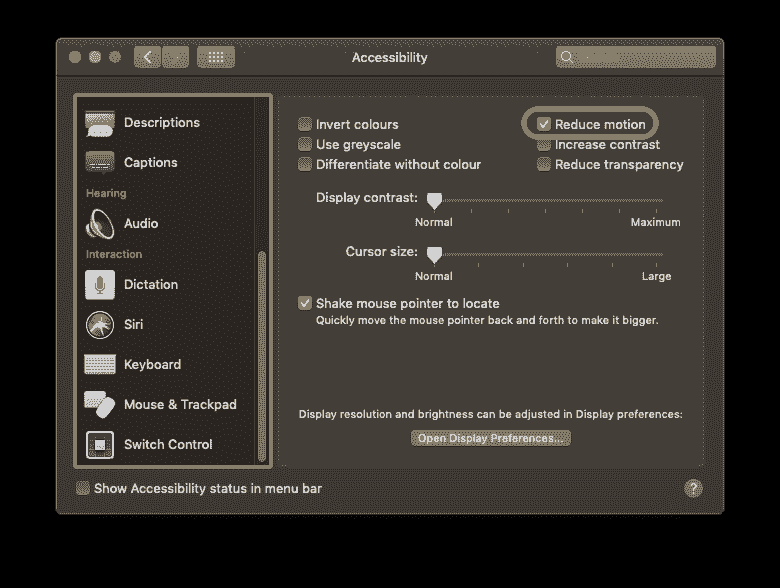 Accessibility
Descriptions
Captions
Hearing
Audio
Interaction
Dictation
Siri
Keyboard
Mouse & Trackpad
Switch Control
Invert colours
Use greyscale
Differentiate without colour
Reduce motion
Increase contrast
Reduce transparency
Display contrast:
Normal Maximum
Cursor size:
Normal Large
Shake mouse pointer to locate
Quickly move the mouse pointer back and forth to make it bigger.
Display resolution and brightness can be adjusted in Display preferences:
Open Display Preferences...
Show Accessibility status in menu bar
?